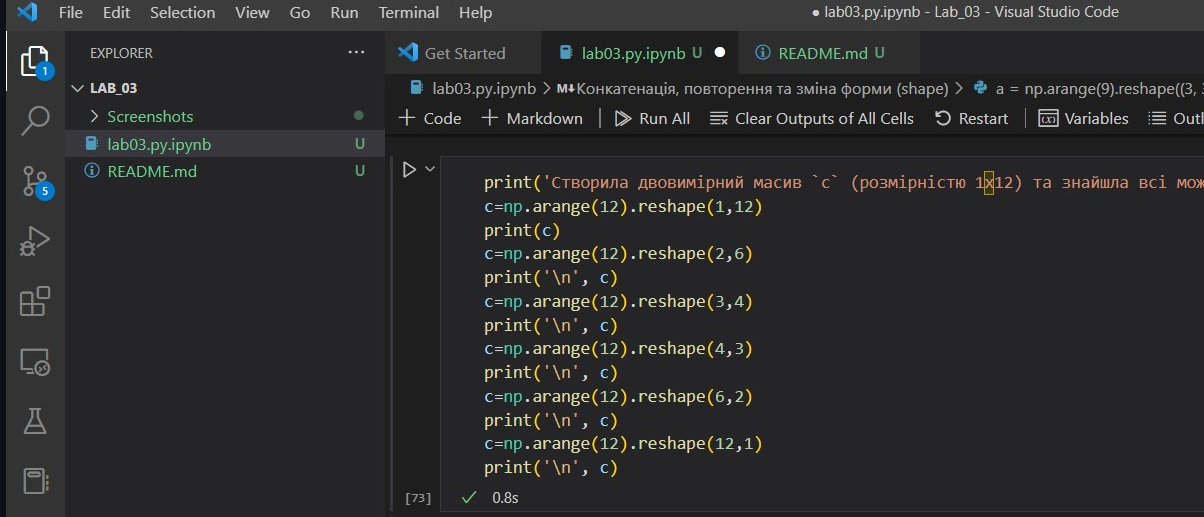 File Edit Selection View Go Run Terminal Help
● lab03.py.ipynb - Lab_03 - Visual Studio Code
EXPLORER ...
Get Started
lab03.py.ipynb U ●
README.md U
LAB_03
Screenshots
lab03.py.ipynb U
README.md U
1
5
lab03.py.ipynb > M↓Конкатенація, повторення та зміна форми (shape) > a = np.arange(9).reshape((3, 3
+ Code + Markdown | Run All Clear Outputs of All Cells Restart | Variables Outl
print('Створила двовимірний масив `c` (розмірністю 1x12) та знайшла всі мож
c=np.arange(12).reshape(1,12)
print(c)
c=np.arange(12).reshape(2,6)
print('\n', c)
c=np.arange(12).reshape(3,4)
print('\n', c)
c=np.arange(12).reshape(4,3)
print('\n', c)
c=np.arange(12).reshape(6,2)
print('\n', c)
c=np.arange(12).reshape(12,1)
print('\n', c)
[73] ✓ 0.8s